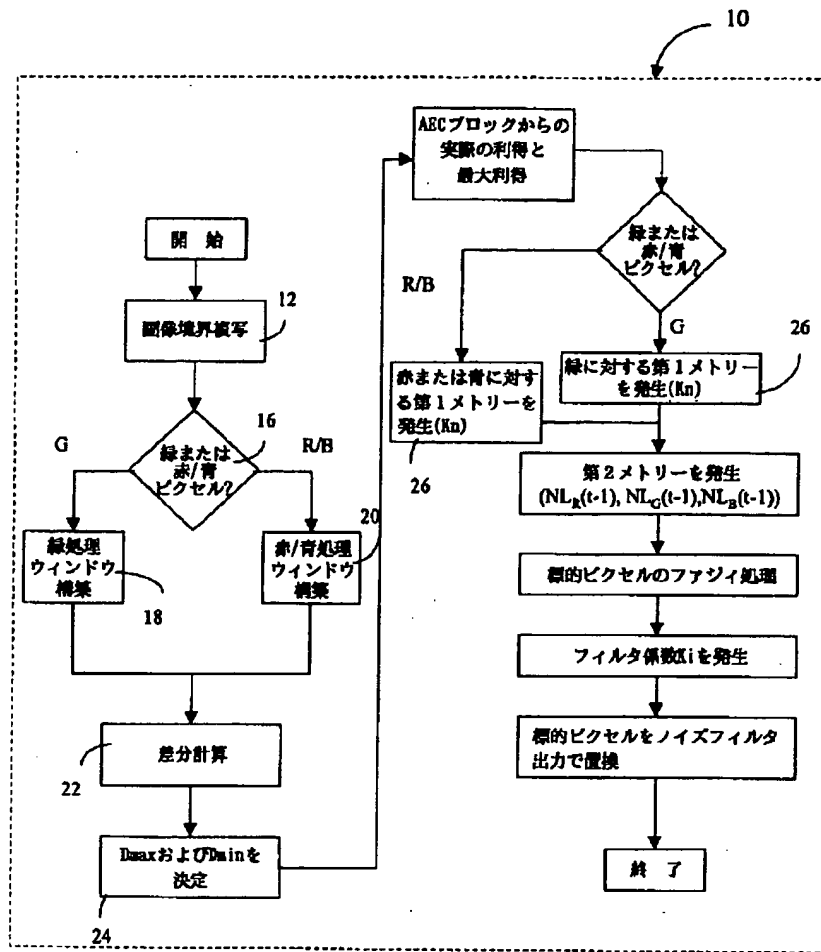 10
開 始
画像境界複写
12
緑または
赤/青
ピクセル?
16
G
R/B
緑処理
ウィンドウ
構築
18
赤/青処理
ウィンドウ
構築
20
差分計算
22
DmaxおよびDminを
決定
24
AECブロックからの
実際の利得と
最大利得
緑または
赤/青
ピクセル?
R/B
G
赤または青に対
する第1メトリーを
発生(Kn)
26
緑に対する第1メトリー
を発生(Kn)
26
第2メトリーを発生
(NLR(t-1), NLG(t-1),NLB(t-1))
標的ピクセルのファジィ処理
フィルタ係数Kiを発生
標的ピクセルをノイズフィルタ
出力で置換
終 了